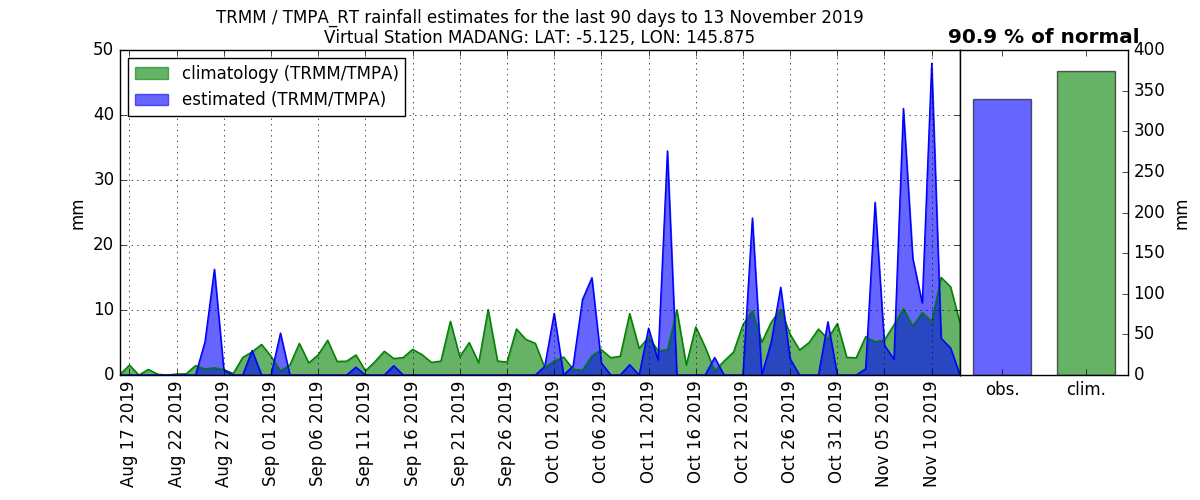 TRMM / TMPA_RT rainfall estimates for the last 90 days to 13 November 2019
Virtual Station MADANG: LAT: -5.125, LON: 145.875
90.9 % of normal
climatology (TRMM/TMPA)
estimated (TRMM/TMPA)
50
40
30
20
10
0
mm
Aug 17 2019
Aug 22 2019
Aug 27 2019
Sep 01 2019
Sep 06 2019
Sep 11 2019
Sep 16 2019
Sep 21 2019
Sep 26 2019
Oct 01 2019
Oct 06 2019
Oct 11 2019
Oct 16 2019
Oct 21 2019
Oct 26 2019
Oct 31 2019
Nov 05 2019
Nov 10 2019
obs.
clim.
400
350
300
250
200
150
100
50
0
mm